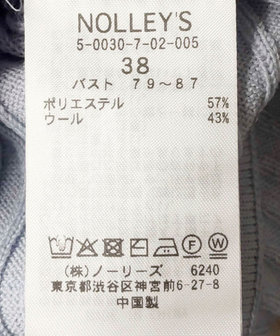 NOLLEY'S
5-0030-7-02-005
38
バスト 79~87
ポリエステル 57%
ウール 43%
(株)ノーリーズ 6240
東京都渋谷区神宮前6-27-8
中国製